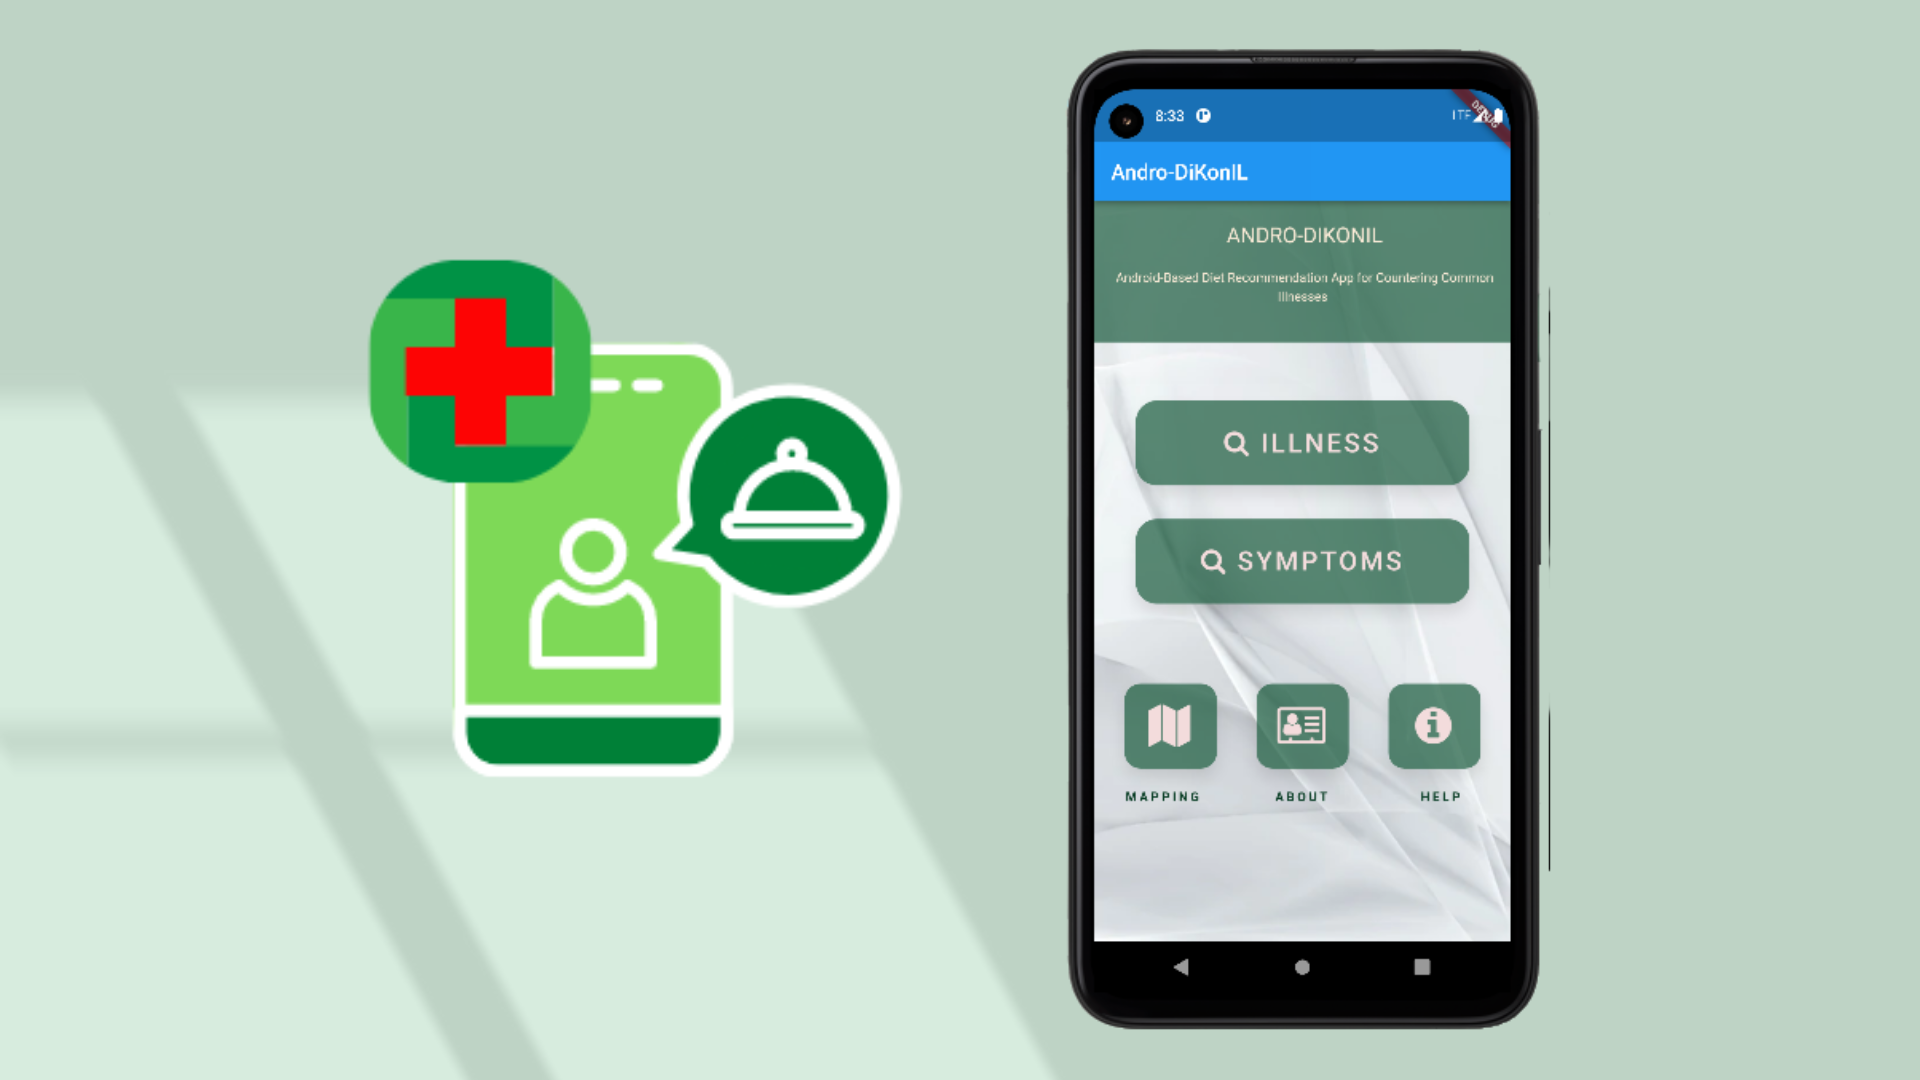 8:33
DEBUG
Andro-DiKonIL
ANDRO-DIKONIL
Android-Based Diet Recommendation App for Countering Common
Illnesses
ILLNESS
SYMPTOMS
MAPPING ABOUT HELP